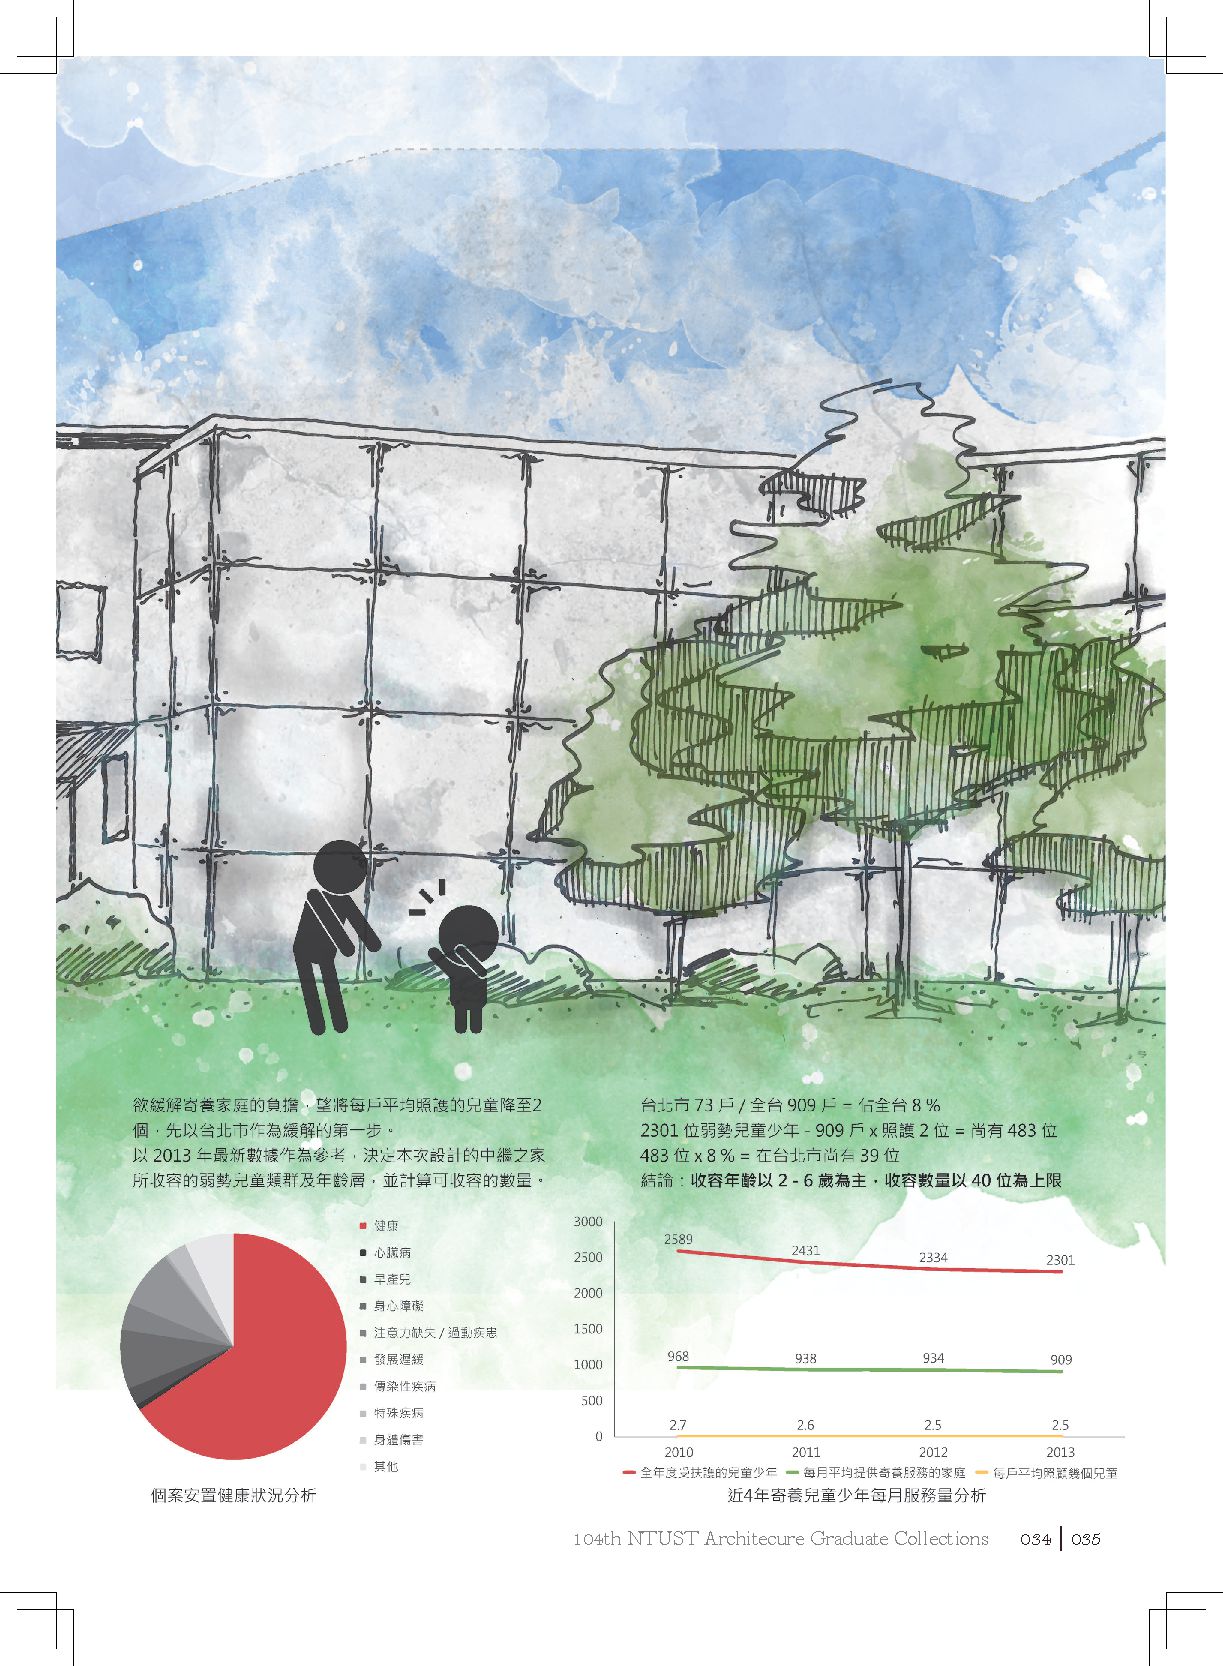 欲緩解寄養家庭的負擔，望將每戶平均照護的兒童降至2
個，先以台北市作為緩解的第一步。
以 2013 年最新數據作為參考，決定本次設計的中繼之家
所收容的弱勢兒童類群及年齡層，並計算可收容的數量。
台北市 73 戶 / 全台 909 戶 = 佔全台 8 %
2301 位弱勢兒童少年 - 909 戶 x 照護 2 位 = 尚有 483 位
483 位 x 8 % = 在台北市尚有 39 位
結論：收容年齡以 2 - 6 歲為主，收容數量以 40 位為上限
健康
心臟病
早產兒
身心障礙
注意力缺失 / 過動疾患
發展遲緩
傳染性疾病
特殊疾病
身體傷害
其他
個案安置健康狀況分析
3000
2500
2000
1500
1000
500
0
2589 2431 2334 2301
968 938 934 909
2.7 2.6 2.5 2.5
2010 2011 2012 2013
全年度受扶護的兒童少年 每月平均提供寄養服務的家庭 每戶平均照顧幾個兒童
近4年寄養兒童少年每月服務量分析
104th NTUST Architecure Graduate Collections 034 | 035